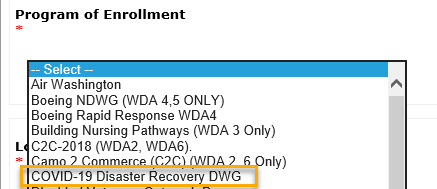 Program of Enrollment
*
-- Select --
Air Washington
Boeing NDWG (WDA 4,5 ONLY)
Boeing Rapid Response WDA4
Building Nursing Pathways (WDA 3 Only)
C2C-2018 (WDA2, WDA6).
Camo 2 Commerce (C2C) (WDA 2, 6 Only)
*
COVID-19 Disaster Recovery DWG